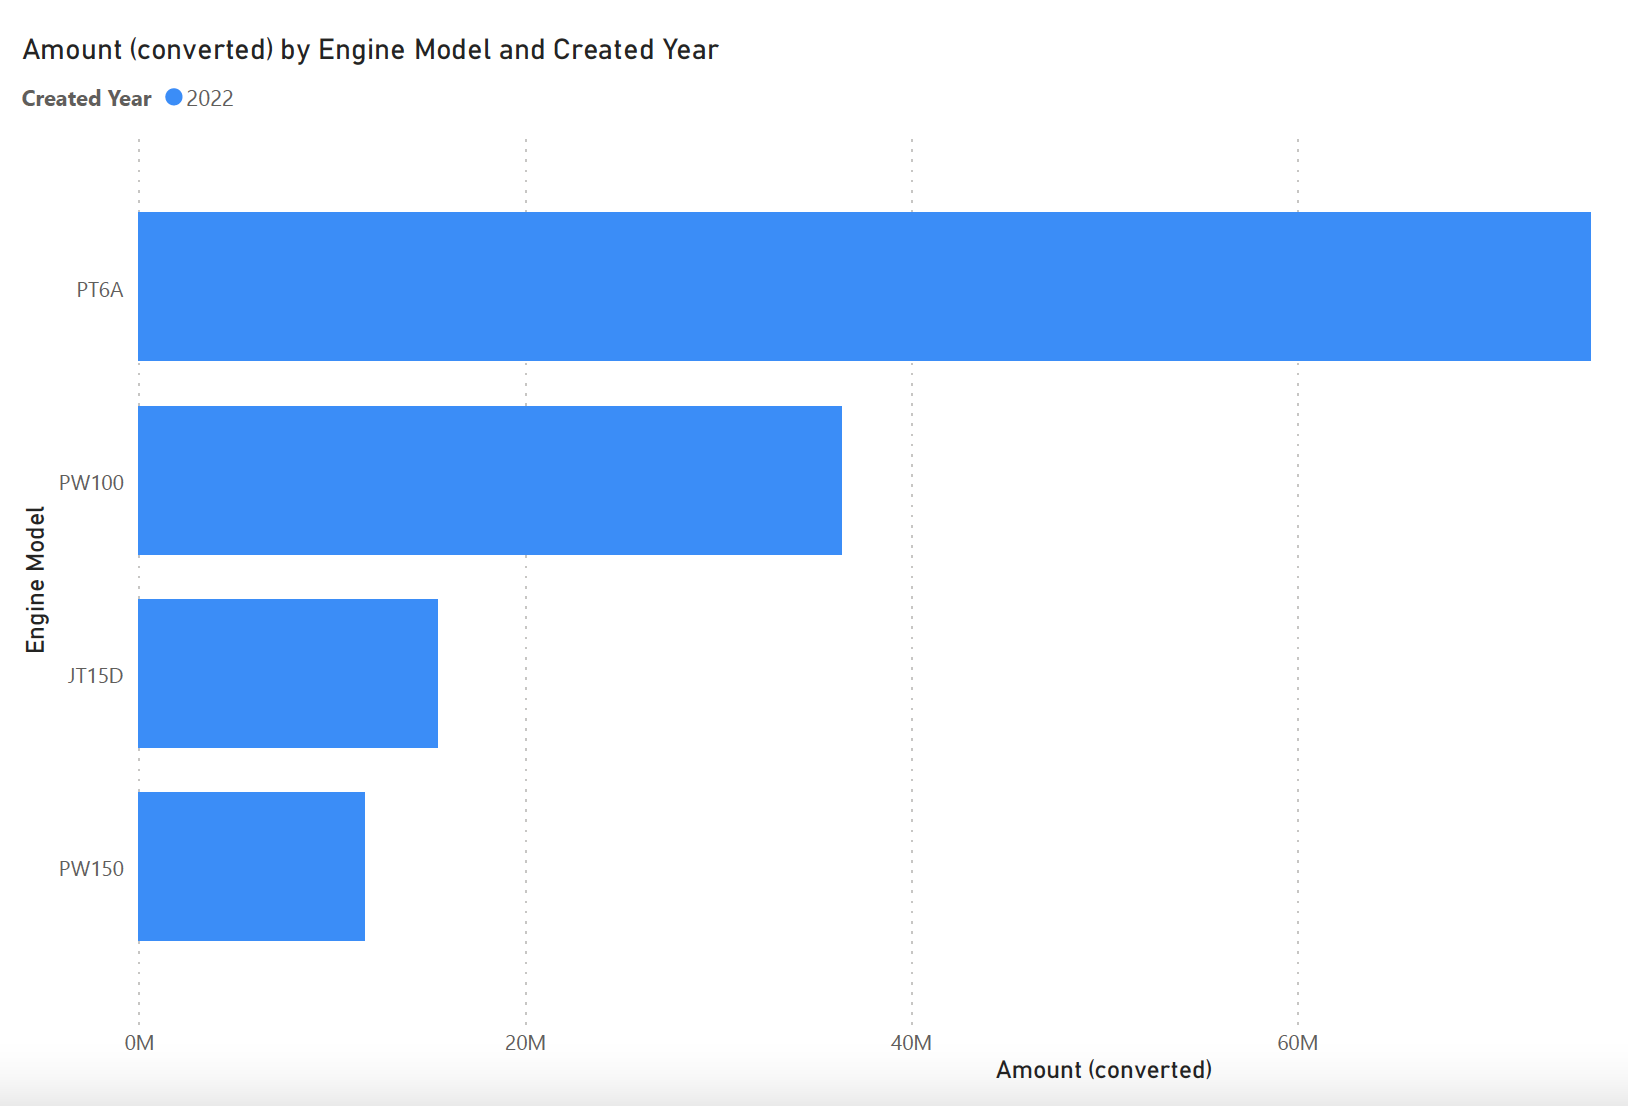 Amount (converted) by Engine Model and Created Year
Created Year 2022
Engine Model
PT6A
PW100
JT15D
PW150
0M 20M 40M 60M
Amount (converted)